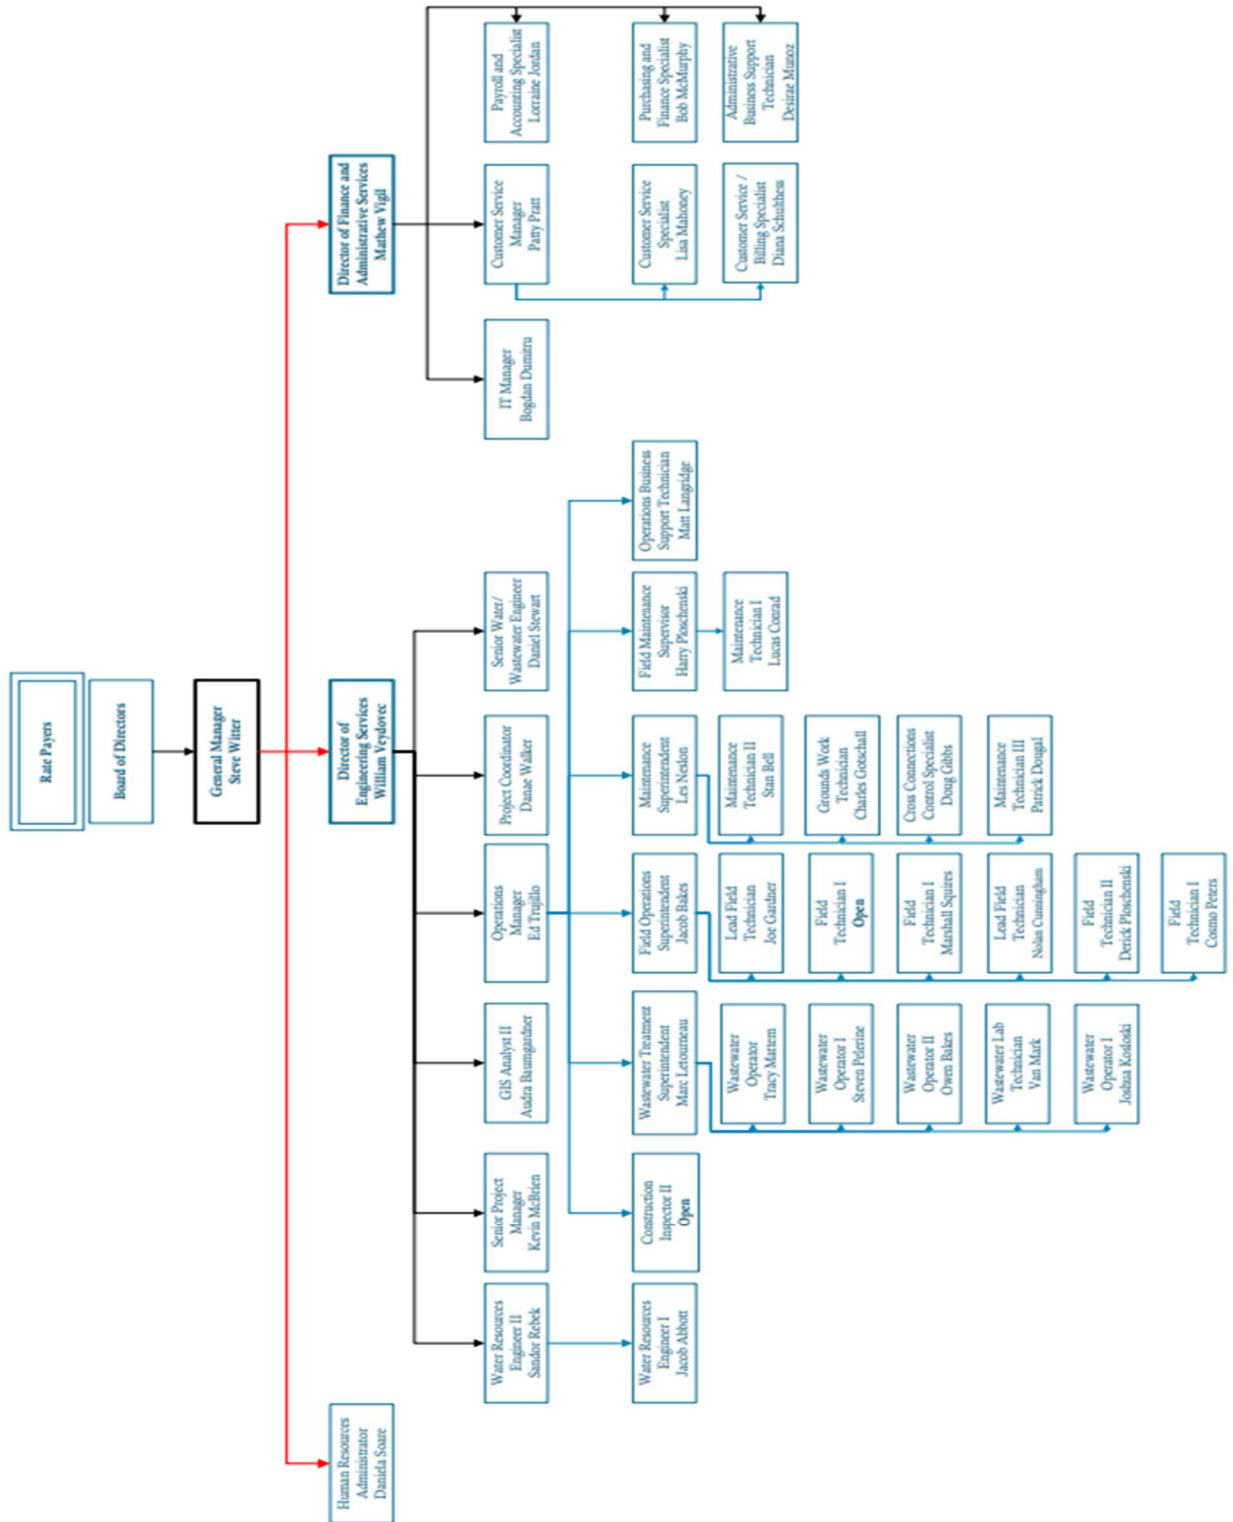 Rate Payers
Board of Directors
General Manager
Steve Witter
Human Resources
Administrator
Daniela Soare
Director of
Engineering Services
William Veydovec
Director of Finance and
Administrative Services
Mathew Vigil
Water Resources
Engineer II
Sandor Rebek
Senior Project
Manager
Kevin McBrien
GIS Analyst II
Audra Baumgardner
Operations
Manager
Ed Trujillo
Project Coordinator
Danae Walker
Senior Water/
Wastewater Engineer
Daniel Stewart
IT Manager
Bogdan Dumitru
Customer Service
Manager
Patty Pratt
Payroll and
Accounting Specialist
Lorraine Jordan
Water Resources
Engineer I
Jacob Abbott
Construction
Inspector II
Open
Wastewater Treatment
Superintendent
Marc Letourneau
Field Operations
Superintendent
Jacob Bakes
Maintenance
Superintendent
Les Neslon
Field Maintenance
Supervisor
Harry Ploschenski
Operations Business
Support Technician
Matt Langridge
Customer Service
Specialist
Lisa Mahoney
Purchasing and
Finance Specialist
Bob McMurphy
Wastewater
Operator
Tracy Mattem
Lead Field
Technician
Joe Gardner
Maintenance
Technician II
Stan Bell
Maintenance
Technician I
Lucas Conrad
Customer Service /
Billing Specialist
Diana Schulthess
Administrative
Business Support
Technician
Desirae Munoz
Wastewater
Operator I
Steven Pelerine
Field
Technician I
Open
Grounds Work
Technician
Charles Gotschall
Wastewater
Operator II
Owen Bakes
Field
Technician I
Marshall Squires
Cross Connections
Control Specialist
Doug Gibbs
Wastewater Lab
Technician
Van Mark
Lead Field
Technician
Nolan Cunningham
Maintenance
Technician III
Patrick Dougal
Wastewater
Operator I
Joshua Kosloski
Field
Technician II
Derick Ploschenski
Field
Technician I
Cosmo Peters